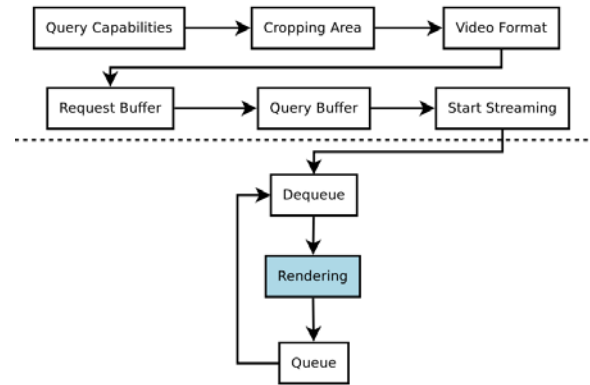 Query Capabilities
Cropping Area
Video Format
Request Buffer
Query Buffer
Start Streaming
Dequeue
Rendering
Queue